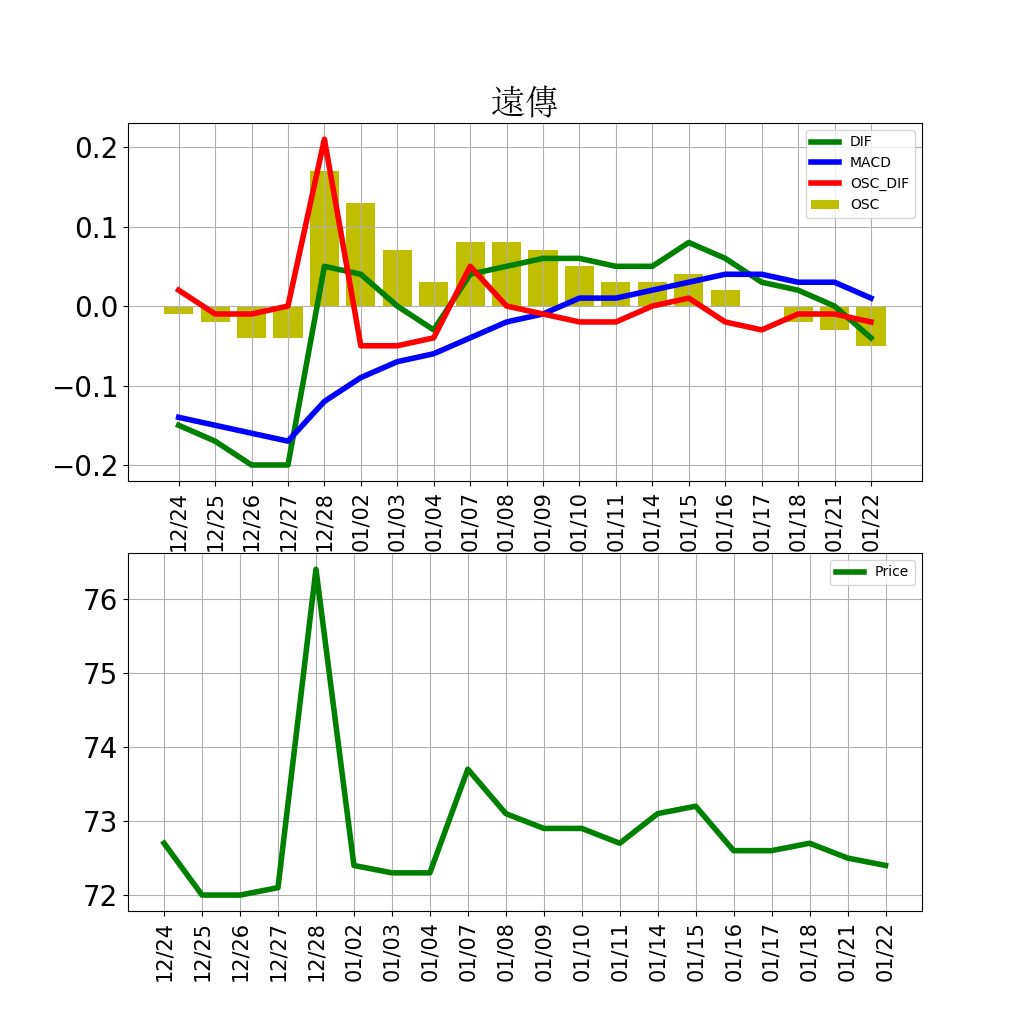 遠傳
0.2
0.1
0.0
−0.1
−0.2
DIF
MACD
OSC_DIF
OSC
12/24 12/25 12/26 12/27 12/28 01/02 01/03 01/04 01/07 01/08 01/09 01/10 01/11 01/14 01/15 01/16 01/17 01/18 01/21 01/22
Price
76
75
74
73
72
12/24 12/25 12/26 12/27 12/28 01/02 01/03 01/04 01/07 01/08 01/09 01/10 01/11 01/14 01/15 01/16 01/17 01/18 01/21 01/22